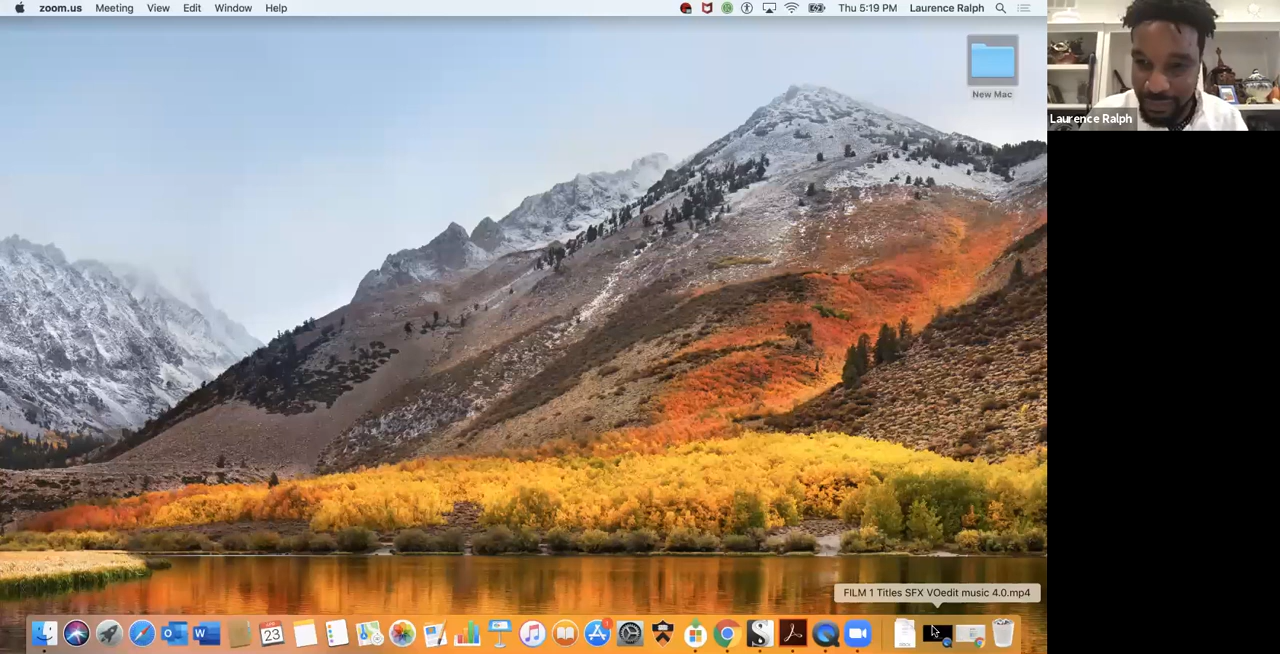 zoom.us Meeting View Edit Window Help Thu 5:19 PM Laurence Ralph
New Mac
Laurence Ralph
FILM 1 Titles SFX VOedit music 4.0.mp4
23